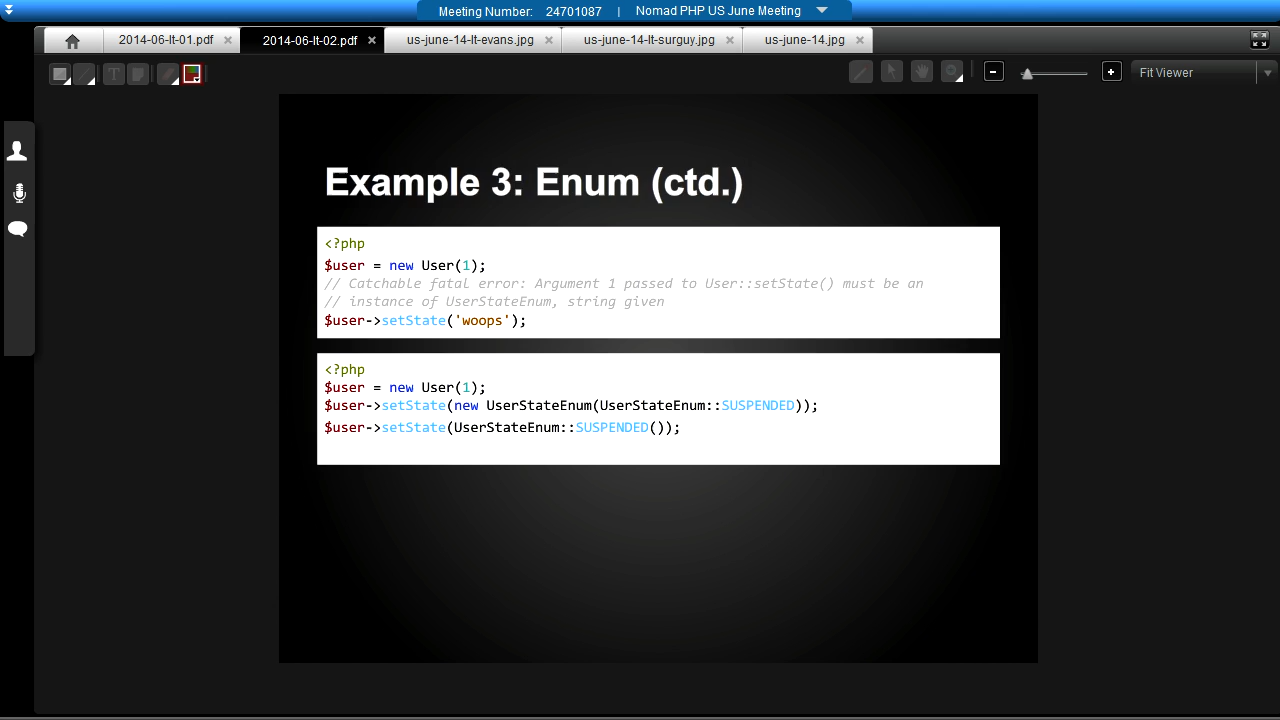 Meeting Number: 24701087 | Nomad PHP US June Meeting
2014-06-lt-01.pdf
2014-06-lt-02.pdf
us-june-14-lt-evans.jpg
us-june-14-lt-surguy.jpg
us-june-14.jpg
T
Fit Viewer
Example 3: Enum (ctd.)
<?php
$user = new User(1);
// Catchable fatal error: Argument 1 passed to User::setState() must be an
// instance of UserStateEnum, string given
$user->setState('woops');
<?php
$user = new User(1);
$user->setState(new UserStateEnum(UserStateEnum::SUSPENDED));
$user->setState(UserStateEnum::SUSPENDED());